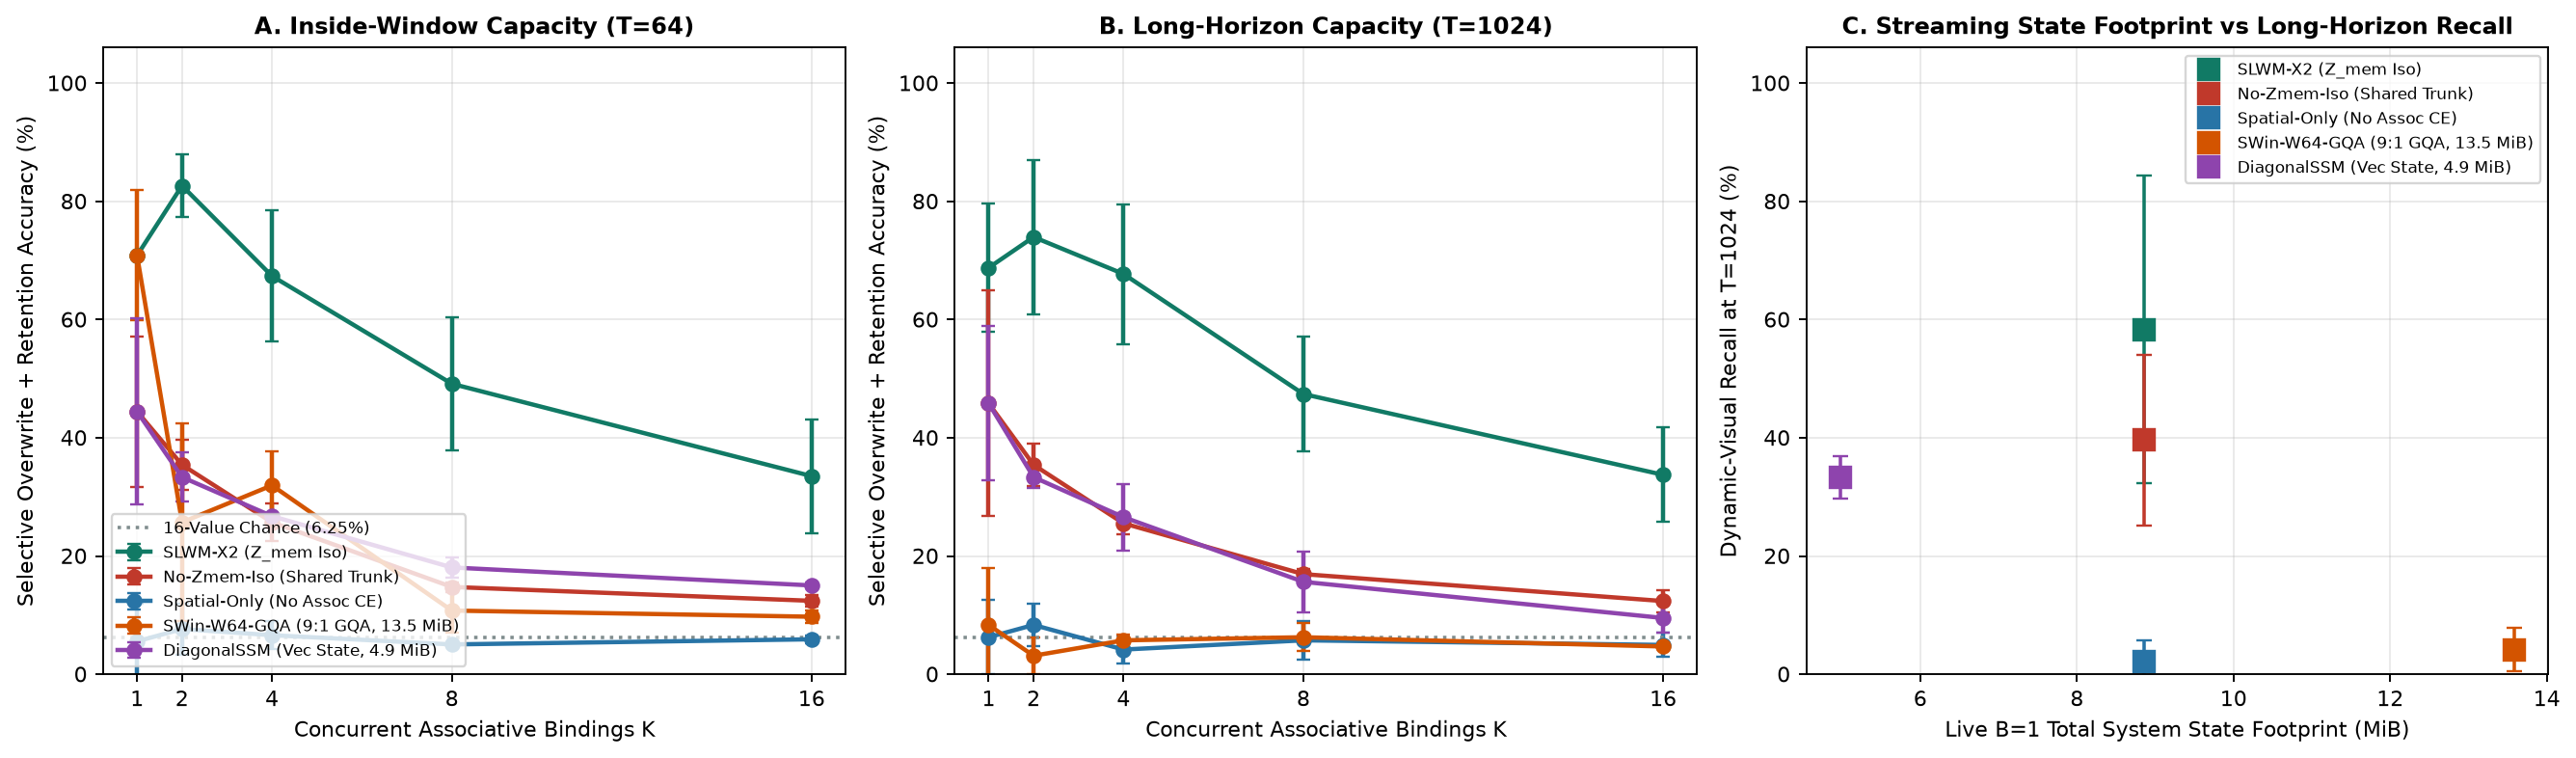 A. Inside-Window Capacity (T=64)
Selective Overwrite + Retention Accuracy (%)
100
80
60
40
20
0
16-Value Chance (6.25%)
SLWM-X2 (Z_mem Iso)
No-Zmem-Iso (Shared Trunk)
Spatial-Only (No Assoc CE)
SWin-W64-GQA (9:1 GQA, 13.5 MiB)
DiagonalSSM (Vec State, 4.9 MiB)
1 2 4 8 16
Concurrent Associative Bindings K
B. Long-Horizon Capacity (T=1024)
Selective Overwrite + Retention Accuracy (%)
100
80
60
40
20
0
1 2 4 8 16
Concurrent Associative Bindings K
C. Streaming State Footprint vs Long-Horizon Recall
Dynamic-Visual Recall at T=1024 (%)
100
80
60
40
20
0
SLWM-X2 (Z_mem Iso)
No-Zmem-Iso (Shared Trunk)
Spatial-Only (No Assoc CE)
SWin-W64-GQA (9:1 GQA, 13.5 MiB)
DiagonalSSM (Vec State, 4.9 MiB)
6 8 10 12 14
Live B=1 Total System State Footprint (MiB)